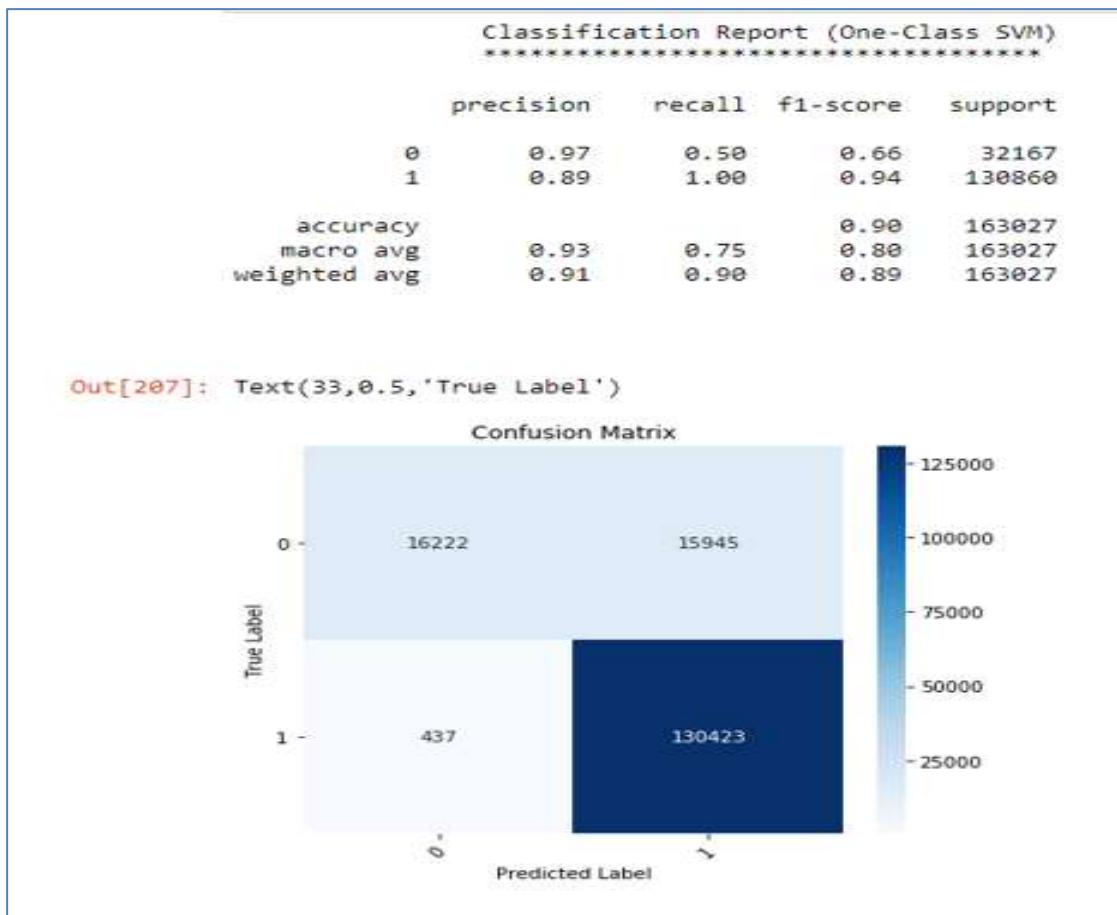 Classification Report (One-Class SVM)
************************************
precision recall f1-score support
0 0.97 0.50 0.66 32167
1 0.89 1.00 0.94 130860
accuracy 0.90 163027
macro avg 0.93 0.75 0.80 163027
weighted avg 0.91 0.90 0.89 163027
Out[207]: Text(33,0.5,'True Label')
Confusion Matrix
125000
100000
75000
50000
25000
0 16222 15945
True Label
1 437 130423
0 1
Predicted Label